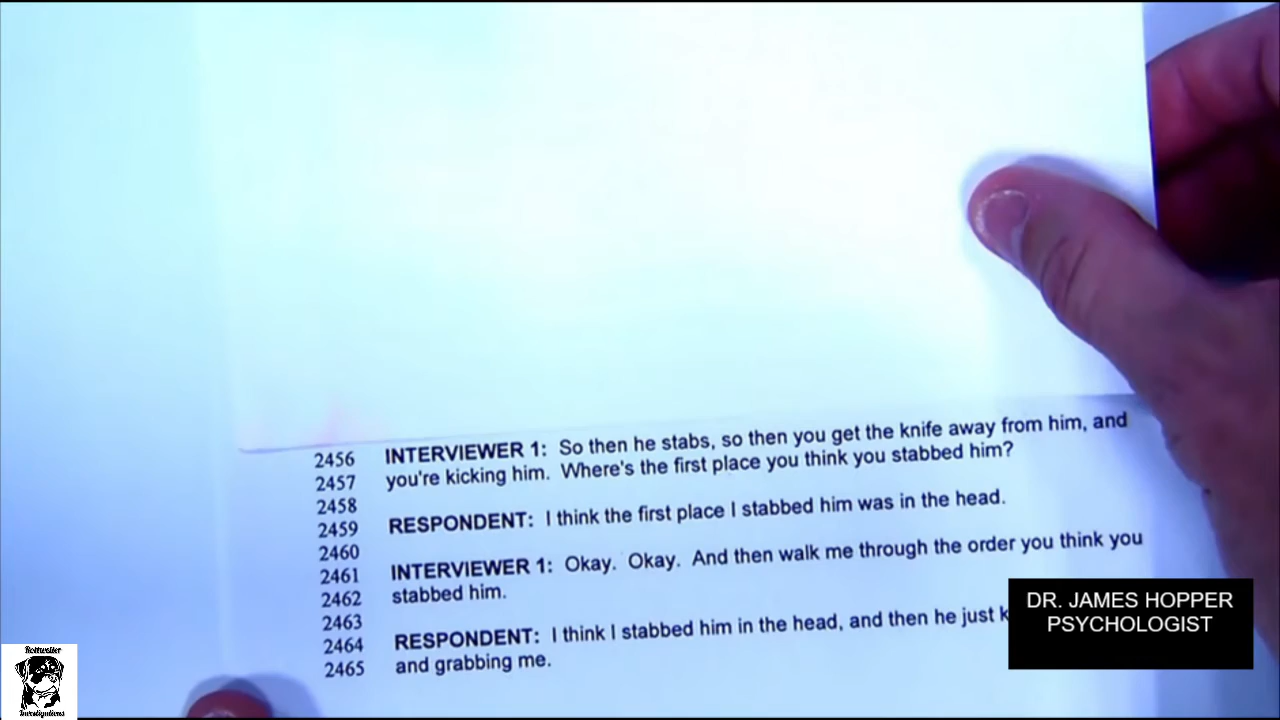 2456 INTERVIEWER 1: So then he stabs, so then you get the knife away from him, and
2457 you're kicking him. Where's the first place you think you stabbed him?
2458
2459 RESPONDENT: I think the first place I stabbed him was in the head.
2460
2461 INTERVIEWER 1: Okay. Okay. And then walk me through the order you think you
2462 stabbed him.
2463
2464 RESPONDENT: I think I stabbed him in the head, and then he just
2465 and grabbing me.
DR. JAMES HOPPER
PSYCHOLOGIST
Rottweiler
Investigations